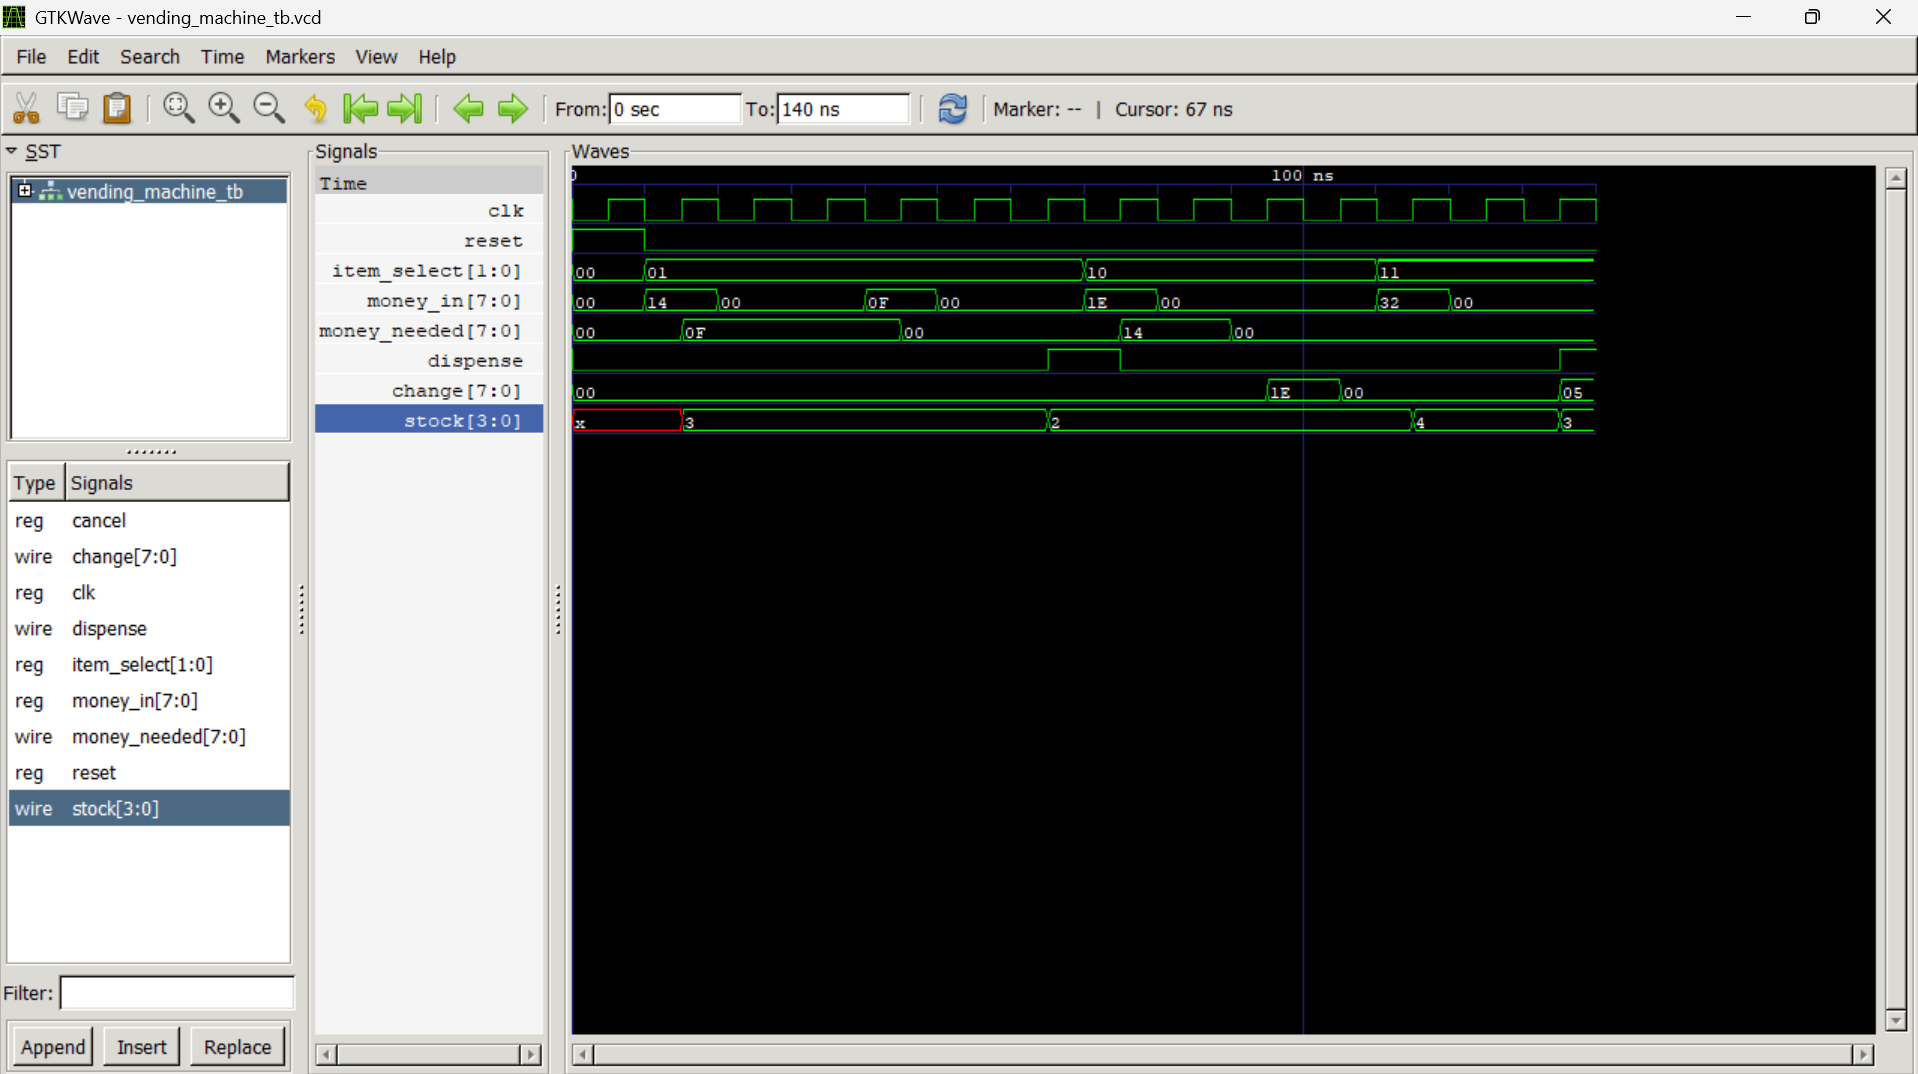 GTKWave - vending_machine_tb.vcd
File Edit Search Time Markers View Help
From: 0 sec To: 140 ns Marker: -- | Cursor: 67 ns
SST
vending_machine_tb
Type Signals
reg cancel
wire change[7:0]
reg clk
wire dispense
reg item_select[1:0]
reg money_in[7:0]
wire money_needed[7:0]
reg reset
wire stock[3:0]
Filter:
Append Insert Replace
Signals
Time
clk
reset
item_select[1:0]
money_in[7:0]
money_needed[7:0]
dispense
change[7:0]
stock[3:0]
Waves
0 100 ns
00 01 10 11
00 14 00 0F 00 1E 00 32 00
00 0F 00 14 00
00 1E 00 05
x 3 2 4 3